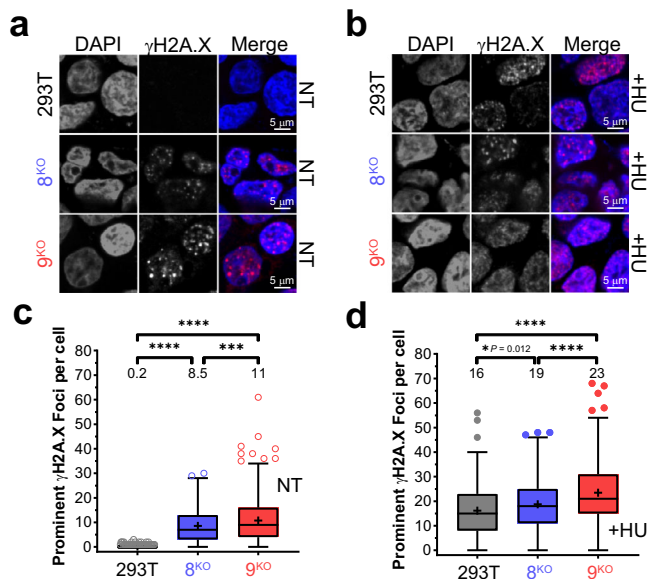 a
DAPI γH2A.X Merge
293T NT
5 μm
8KO NT
5 μm
9KO NT
5 μm
b
DAPI γH2A.X Merge
293T +HU
5 μm
8KO +HU
5 μm
9KO +HU
5 μm
c
Prominent γH2A.X Foci per cell
****
**** ***
0.2 8.5 11
80
70
60
50
40
30
20
10
0
NT
293T 8KO 9KO
d
Prominent γH2A.X Foci per cell
****
* P = 0.012 ****
16 19 23
80
70
60
50
40
30
20
10
0
+HU
293T 8KO 9KO